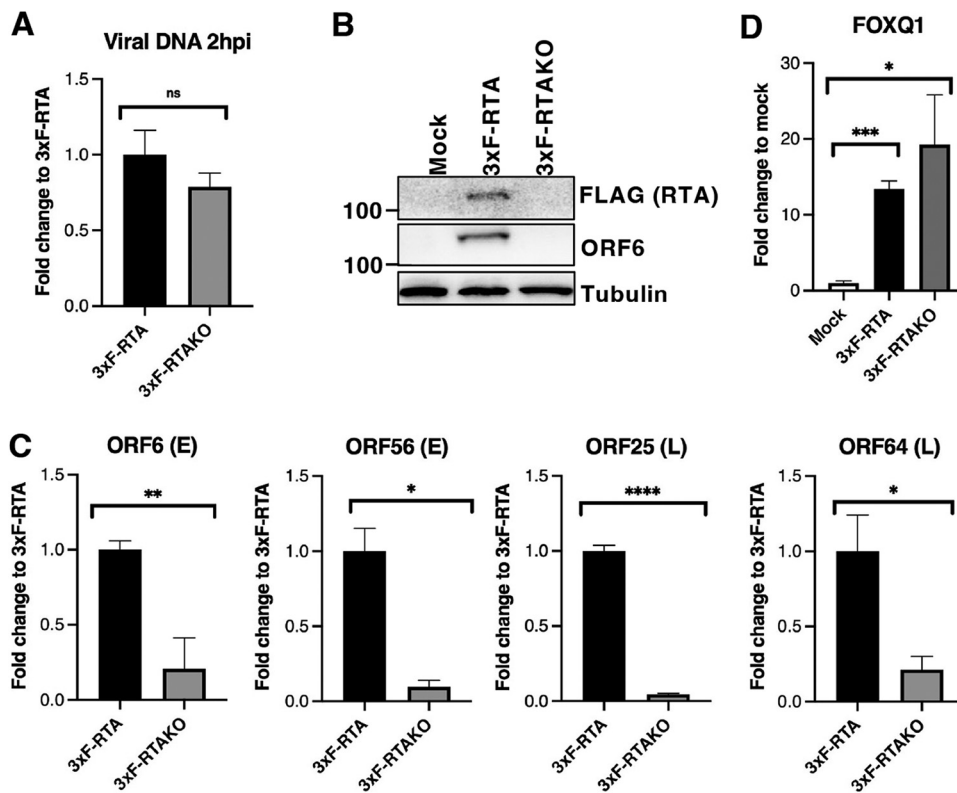 A
Viral DNA 2hpi
Fold change to 3xF-RTA
1.5
1.0
0.5
0.0
ns
3xF-RTA
3xF-RTAKO
B
Mock
3xF-RTA
3xF-RTAKO
100
FLAG (RTA)
100
ORF6
Tubulin
D
FOXQ1
Fold change to mock
30
20
10
0
*
***
Mock
3xF-RTA
3xF-RTAKO
C
ORF6 (E)
Fold change to 3xF-RTA
1.5
1.0
0.5
0.0
**
3xF-RTA
3xF-RTAKO
ORF56 (E)
Fold change to 3xF-RTA
1.5
1.0
0.5
0.0
*
3xF-RTA
3xF-RTAKO
ORF25 (L)
Fold change to 3xF-RTA
1.5
1.0
0.5
0.0
****
3xF-RTA
3xF-RTAKO
ORF64 (L)
Fold change to 3xF-RTA
1.5
1.0
0.5
0.0
*
3xF-RTA
3xF-RTAKO